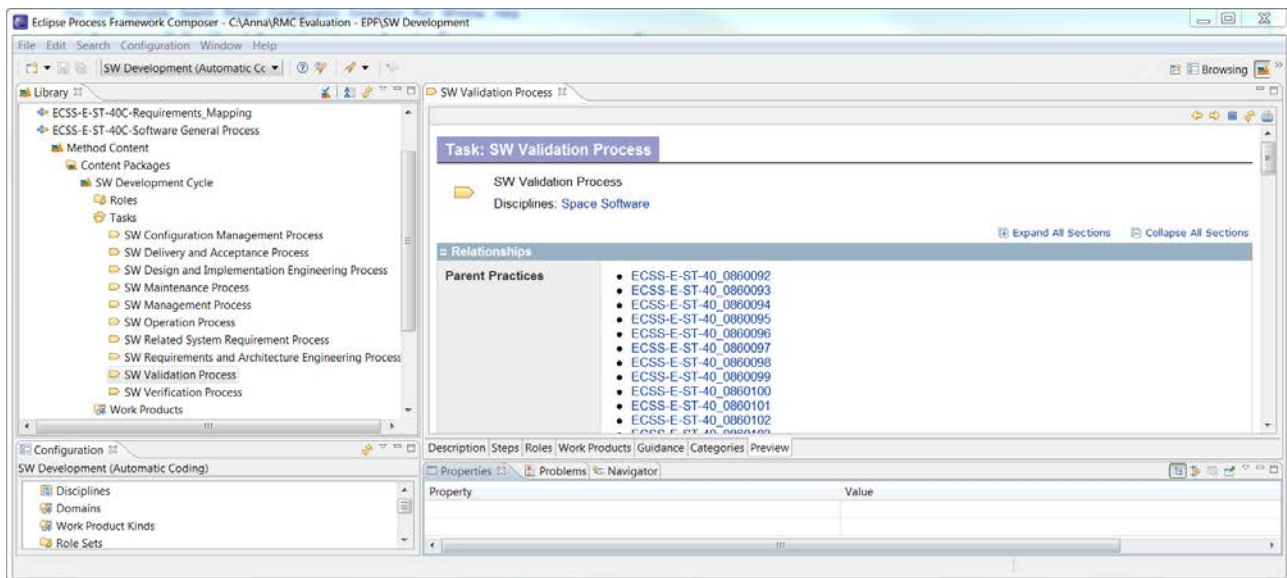 Eclipse Process Framework Composer - C:\Anna\RMC Evaluation - EPF\SW Development
File Edit Search Configuration Window Help
SW Development (Automatic Cc
Browsing
Library
ECSS-E-ST-40C-Requirements_Mapping
ECSS-E-ST-40C-Software General Process
Method Content
Content Packages
SW Development Cycle
Roles
Tasks
SW Configuration Management Process
SW Delivery and Acceptance Process
SW Design and Implementation Engineering Process
SW Maintenance Process
SW Management Process
SW Operation Process
SW Related System Requirement Process
SW Requirements and Architecture Engineering Process
SW Validation Process
SW Verification Process
Work Products
Configuration
SW Development (Automatic Coding)
Disciplines
Domains
Work Product Kinds
Role Sets
SW Validation Process
Task: SW Validation Process
SW Validation Process
Disciplines: Space Software
Expand All Sections Collapse All Sections
Relationships
Parent Practices
ECSS-E-ST-40_0860092
ECSS-E-ST-40_0860093
ECSS-E-ST-40_0860094
ECSS-E-ST-40_0860095
ECSS-E-ST-40_0860096
ECSS-E-ST-40_0860097
ECSS-E-ST-40_0860098
ECSS-E-ST-40_0860099
ECSS-E-ST-40_0860100
ECSS-E-ST-40_0860101
ECSS-E-ST-40_0860102
Description Steps Roles Work Products Guidance Categories Preview
Properties Problems Navigator
Property Value